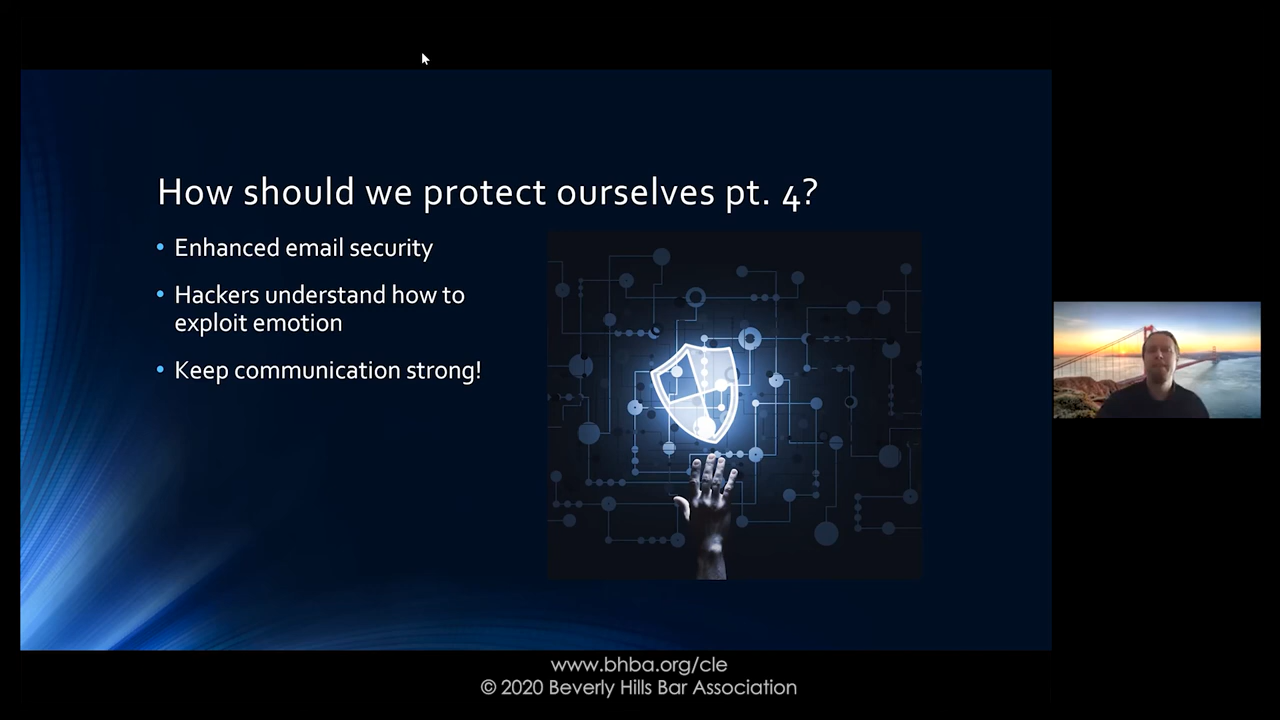 How should we protect ourselves pt. 4?
• Enhanced email security
• Hackers understand how to
exploit emotion
• Keep communication strong!
www.bhba.org/cle
© 2020 Beverly Hills Bar Association